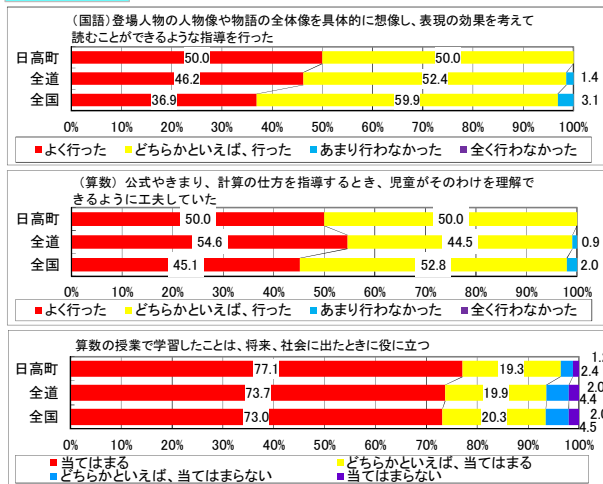 （国語）登場人物の人物像や物語の全体像を具体的に想像し、表現の効果を考えて
読むことができるような指導を行った
日高町 50.0 50.0
全道 46.2 52.4 1.4
全国 36.9 59.9 3.1
0% 10% 20% 30% 40% 50% 60% 70% 80% 90% 100%
■よく行った ■どちらかといえば、行った ■あまり行わなかった ■全く行わなかった
（算数）公式やきまり、計算の仕方を指導するとき、児童がそのわけを理解で
きるように工夫していた
日高町 50.0 50.0
全道 54.6 44.5 0.9
全国 45.1 52.8 2.0
0% 10% 20% 30% 40% 50% 60% 70% 80% 90% 100%
■よく行った ■どちらかといえば、行った ■あまり行わなかった ■全く行わなかった
算数の授業で学習したことは、将来、社会に出たときに役に立つ
日高町 77.1 19.3 2.4
全道 73.7 19.9 4.4 2.0
全国 73.0 20.3 4.5 2.0
0% 10% 20% 30% 40% 50% 60% 70% 80% 90% 100%
■当てはまる ■どちらかといえば、当てはまる
■どちらかといえば、当てはまらない ■当てはまらない